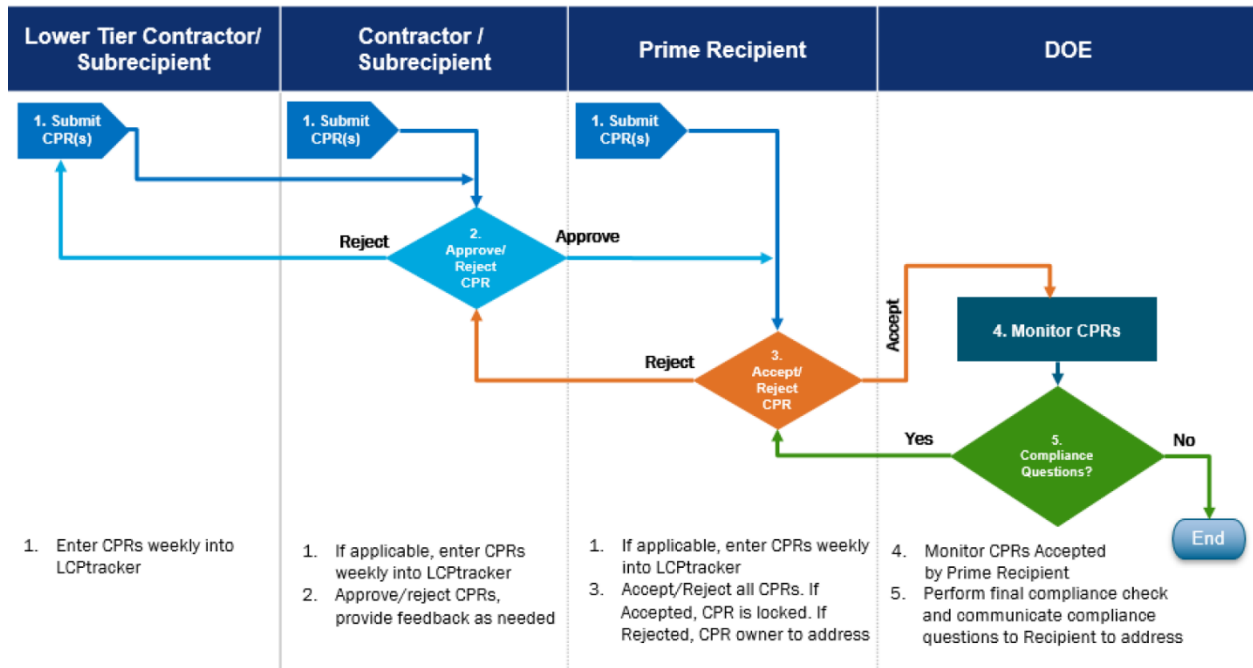 Lower Tier Contractor/
Subrecipient
Contractor /
Subrecipient
Prime Recipient
DOE
1. Submit
CPR(s)
1. Submit
CPR(s)
1. Submit
CPR(s)
Reject
2.
Approve/
Reject
CPR
Approve
Reject
3.
Accept/
Reject
CPR
Accept
4. Monitor CPRs
Yes
5.
Compliance
Questions?
No
End
1. Enter CPRs weekly into
LCPtracker
1. If applicable, enter CPRs
weekly into LCPtracker
2. Approve/reject CPRs,
provide feedback as needed
1. If applicable, enter CPRs weekly
into LCPtracker
3. Accept/Reject all CPRs. If
Accepted, CPR is locked. If
Rejected, CPR owner to address
4. Monitor CPRs Accepted
by Prime Recipient
5. Perform final compliance check
and communicate compliance
questions to Recipient to address